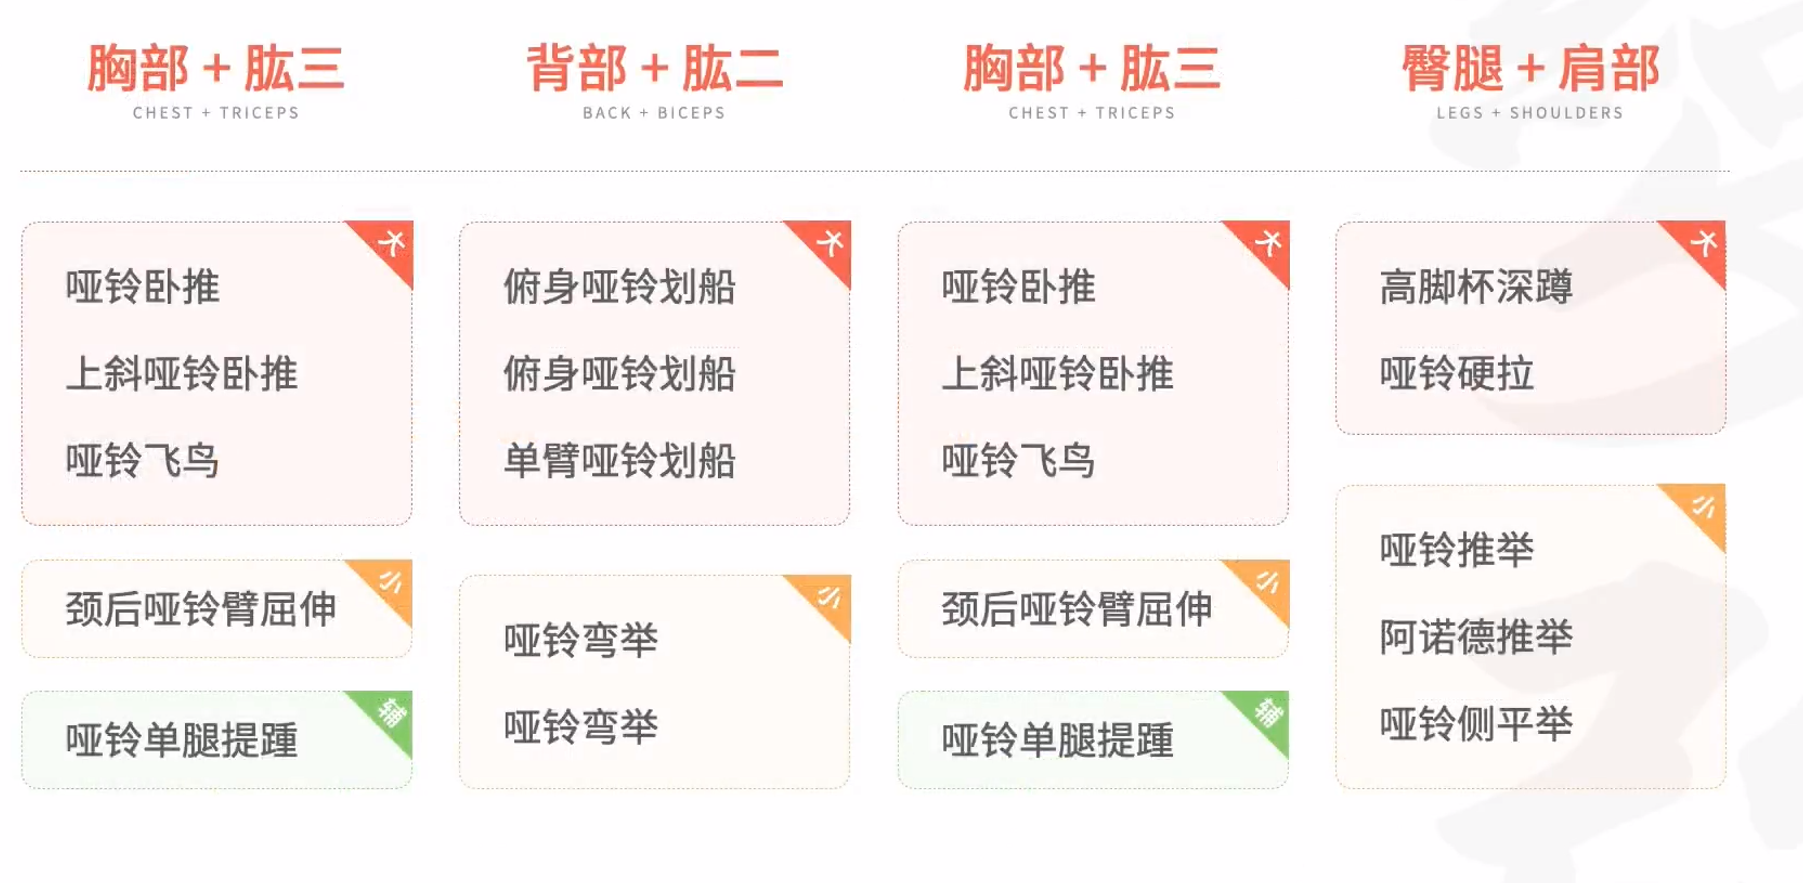 胸部 + 肱三
CHEST + TRICEPS
大
哑铃卧推
上斜哑铃卧推
哑铃飞鸟
小
颈后哑铃臂屈伸
辅
哑铃单腿提踵
背部 + 肱二
BACK + BICEPS
大
俯身哑铃划船
俯身哑铃划船
单臂哑铃划船
小
哑铃弯举
哑铃弯举
胸部 + 肱三
CHEST + TRICEPS
大
哑铃卧推
上斜哑铃卧推
哑铃飞鸟
小
颈后哑铃臂屈伸
辅
哑铃单腿提踵
臀腿 + 肩部
LEGS + SHOULDERS
大
高脚杯深蹲
哑铃硬拉
小
哑铃推举
阿诺德推举
哑铃侧平举